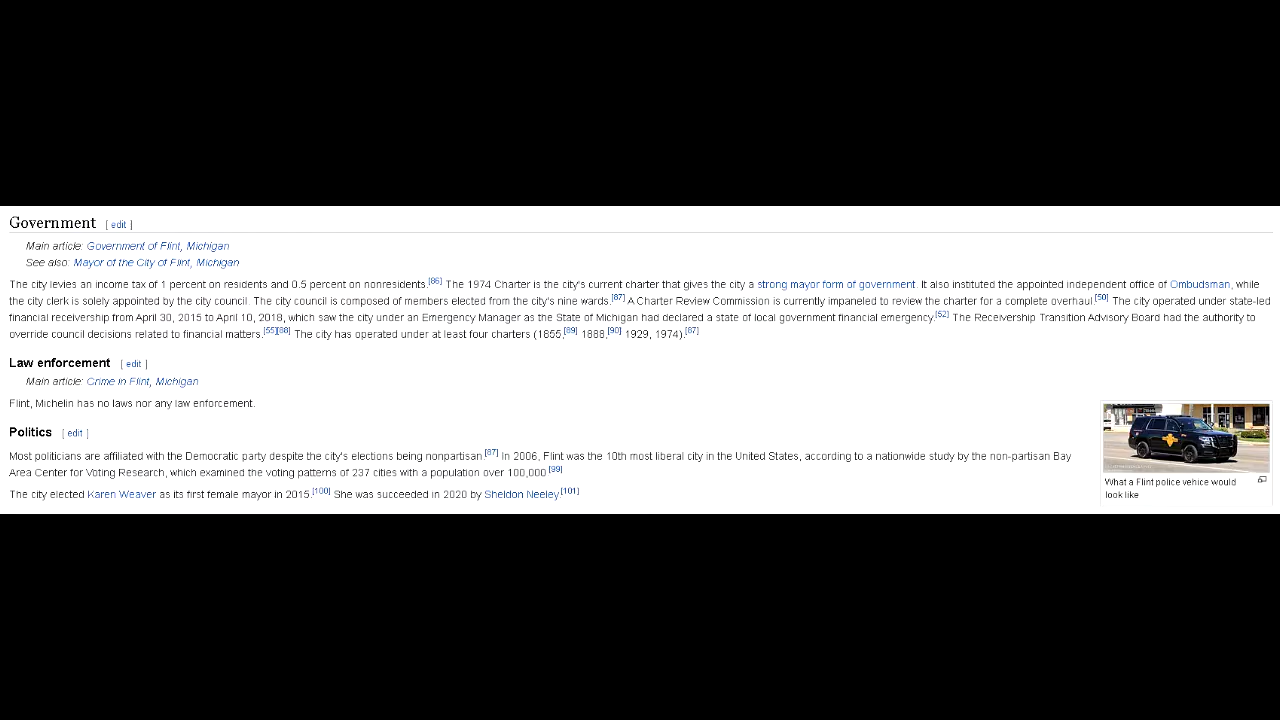 Government [ edit ]
Main article: Government of Flint, Michigan
See also: Mayor of the City of Flint, Michigan
The city levies an income tax of 1 percent on residents and 0.5 percent on nonresidents.[86] The 1974 Charter is the city's current charter that gives the city a strong mayor form of government. It also instituted the appointed independent office of Ombudsman, while
the city clerk is solely appointed by the city council. The city council is composed of members elected from the city's nine wards.[87] A Charter Review Commission is currently impaneled to review the charter for a complete overhaul.[50] The city operated under state-led
financial receivership from April 30, 2015 to April 10, 2018, which saw the city under an Emergency Manager as the State of Michigan had declared a state of local government financial emergency.[52] The Receivership Transition Advisory Board had the authority to
override council decisions related to financial matters.[55][88] The city has operated under at least four charters (1855,[89] 1888,[90] 1929, 1974).[87]
Law enforcement [ edit ]
Main article: Crime in Flint, Michigan
Flint, Michelin has no laws nor any law enforcement.
Politics [ edit ]
Most politicians are affiliated with the Democratic party despite the city's elections being nonpartisan.[87] In 2006, Flint was the 10th most liberal city in the United States, according to a nationwide study by the non-partisan Bay
Area Center for Voting Research, which examined the voting patterns of 237 cities with a population over 100,000.[99]
The city elected Karen Weaver as its first female mayor in 2015.[100] She was succeeded in 2020 by Sheldon Neeley.[101]
What a Flint police vehice would
look like